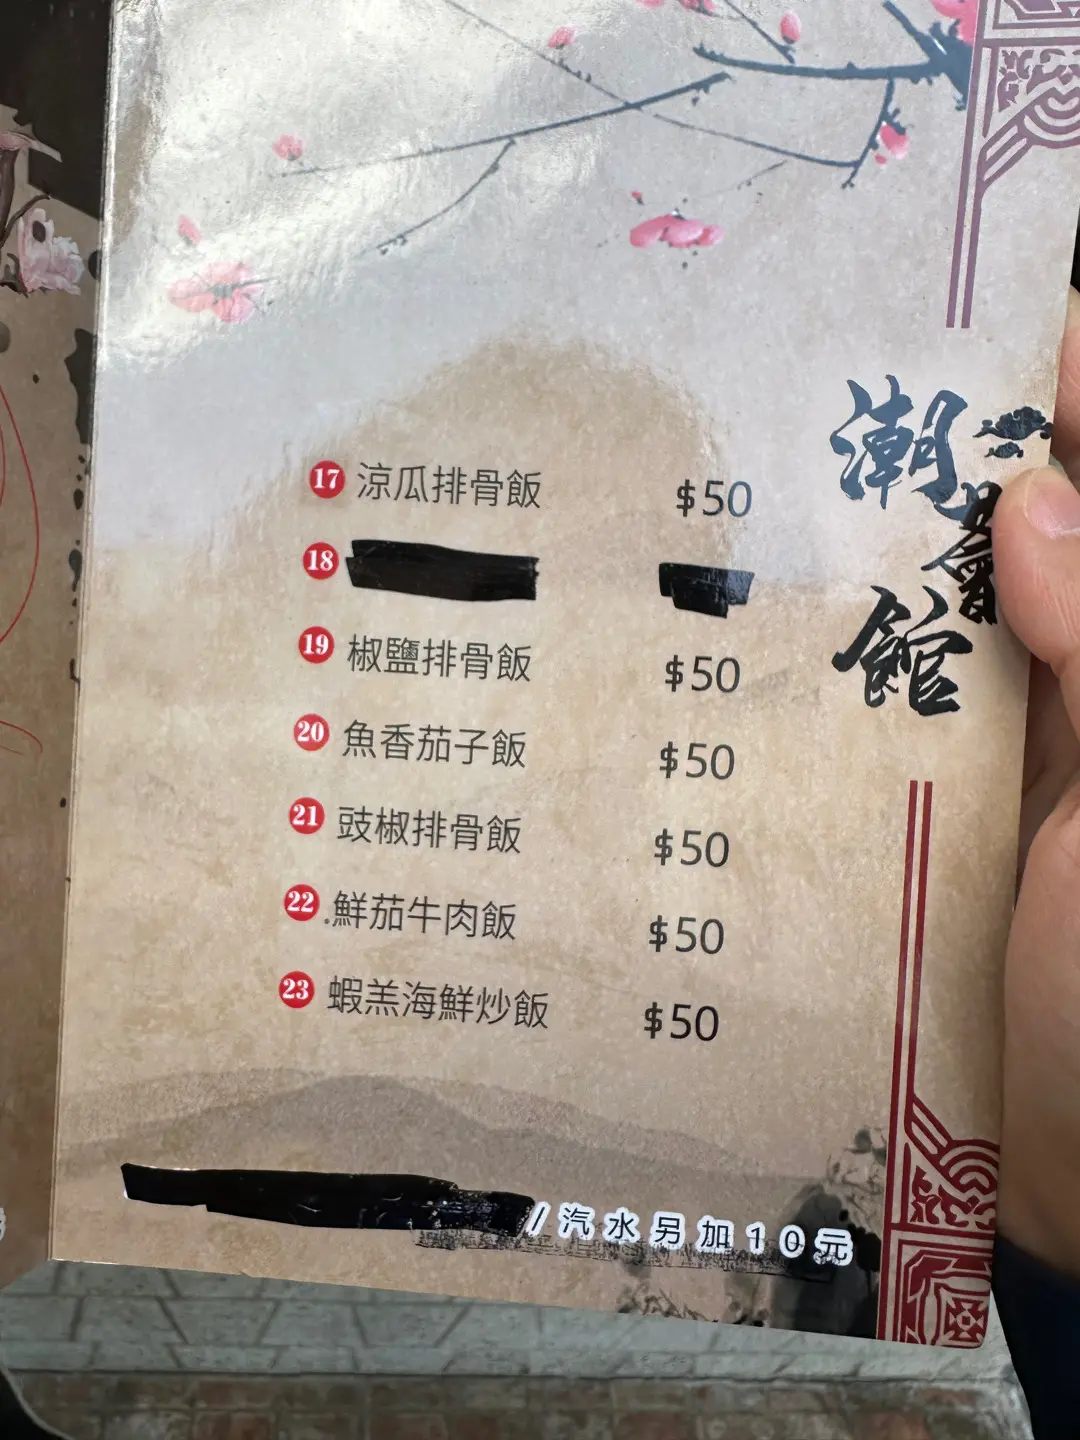 17 涼瓜排骨飯 $50
18
19 椒鹽排骨飯 $50
20 魚香茄子飯 $50
21 豉椒排骨飯 $50
22 .鮮茄牛肉飯 $50
23 蝦羔海鮮炒飯 $50
/汽水另加10元
潮薈館